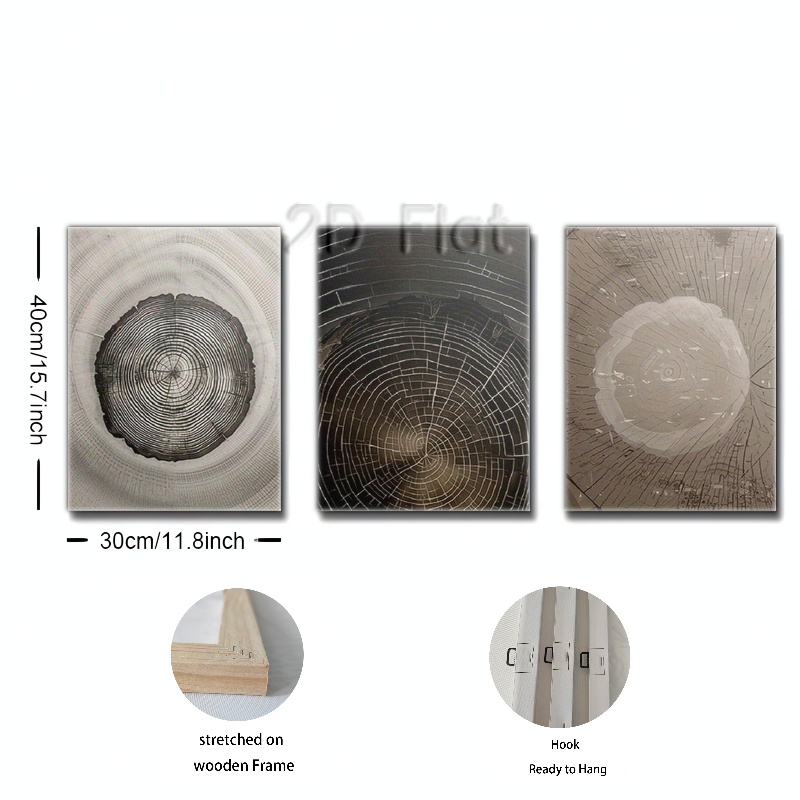 2D Flat
40cm/15.7inch
30cm/11.8inch
stretched on
wooden Frame
Hook
Ready to Hang